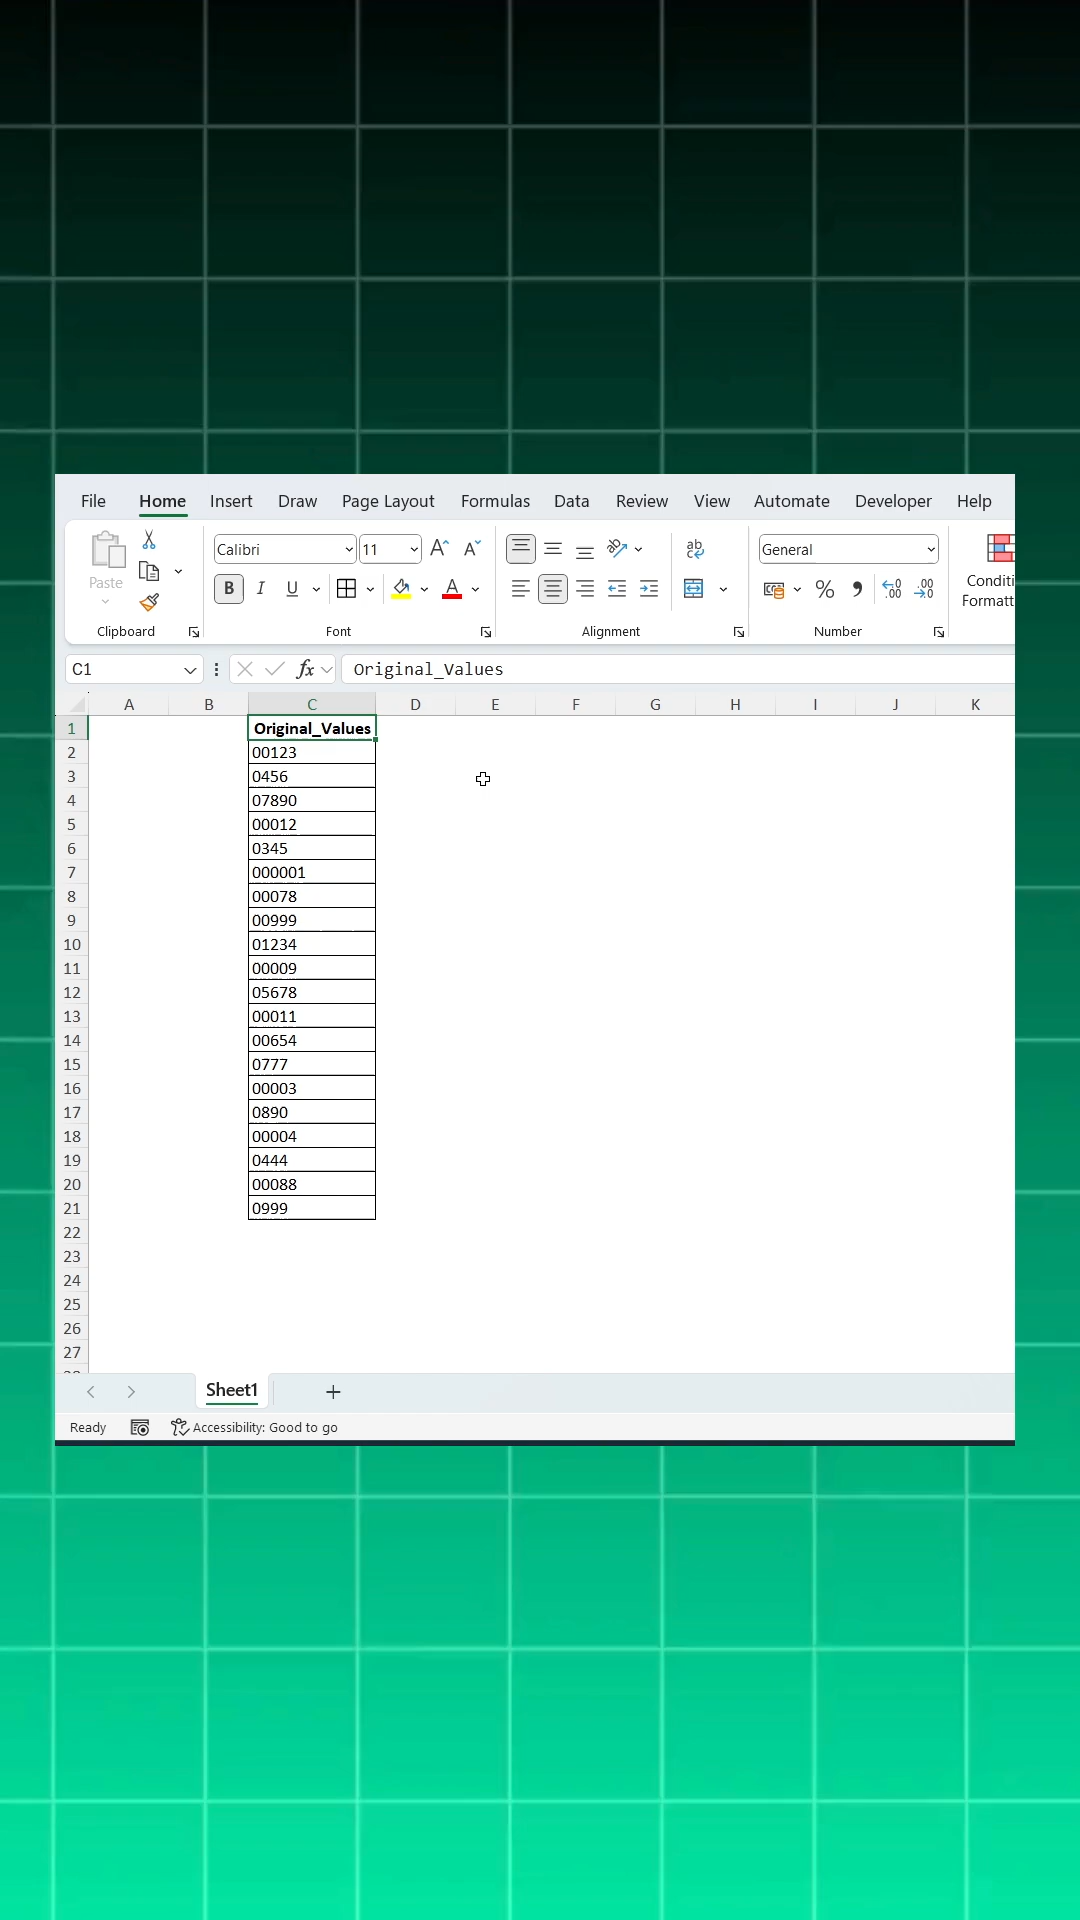 File Home Insert Draw Page Layout Formulas Data Review View Automate Developer Help
Paste
Calibri 11
General
B I U A
ab
% .00 .00
Conditi
Formatt
Clipboard Font Alignment Number
C1 fx Original_Values
A B C D E F G H I J K
1 Original_Values
2 00123
3 0456
4 07890
5 00012
6 0345
7 000001
8 00078
9 00999
10 01234
11 00009
12 05678
13 00011
14 00654
15 0777
16 00003
17 0890
18 00004
19 0444
20 00088
21 0999
22
23
24
25
26
27
Sheet1
Ready Accessibility: Good to go